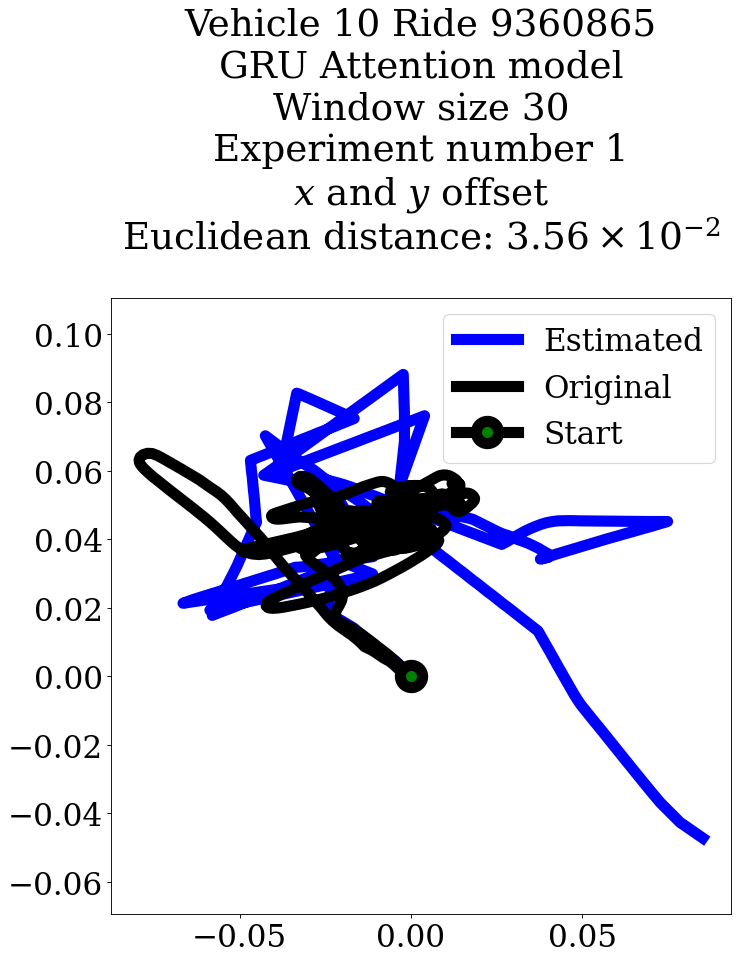 Vehicle 10 Ride 9360865
GRU Attention model
Window size 30
Experiment number 1
x and y offset
Euclidean distance: 3.56 × 10⁻²
Estimated
Original
Start
0.10
0.08
0.06
0.04
0.02
0.00
−0.02
−0.04
−0.06
−0.05 0.00 0.05